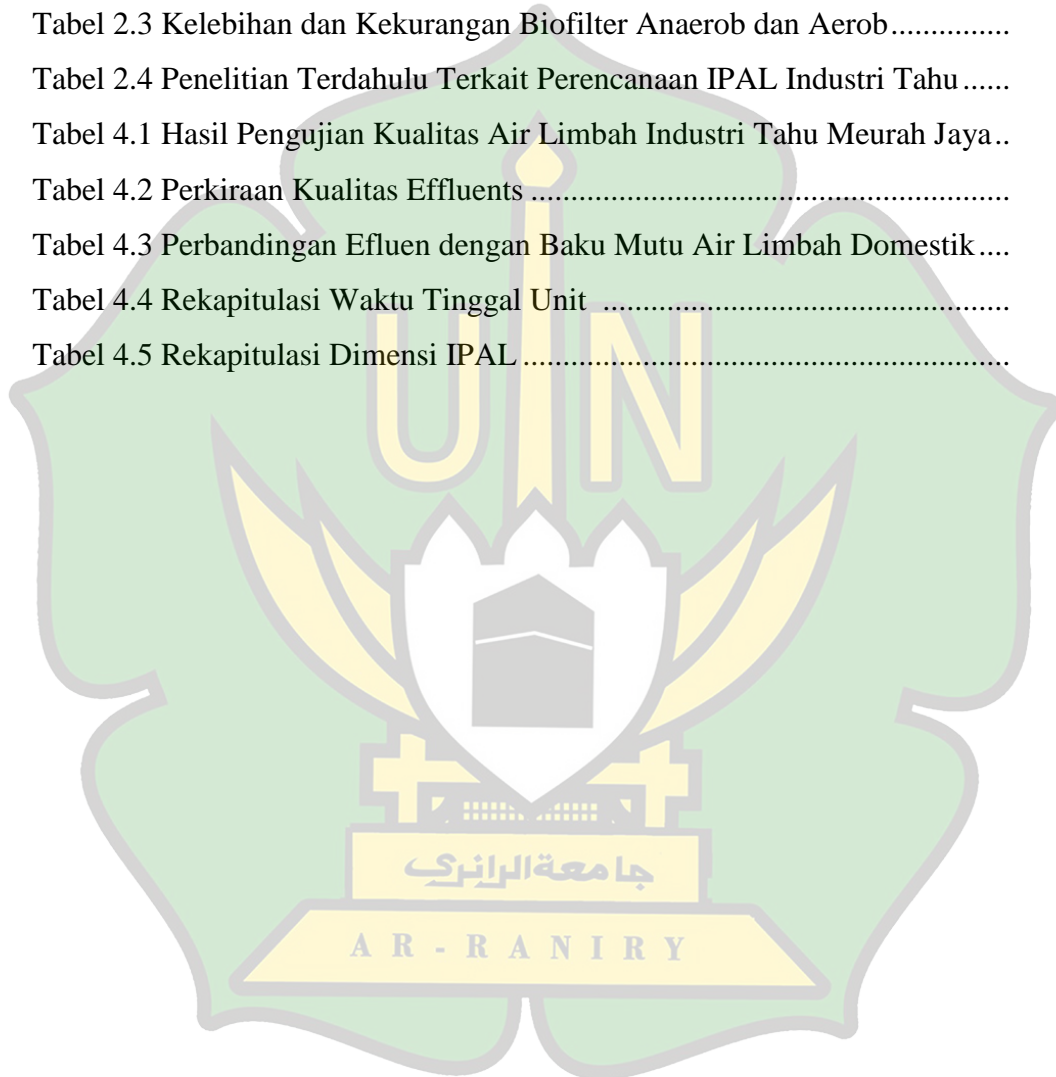 Tabel 2.3 Kelebihan dan Kekurangan Biofilter Anaerob dan Aerob...............
Tabel 2.4 Penelitian Terdahulu Terkait Perencanaan IPAL Industri Tahu......
Tabel 4.1 Hasil Pengujian Kualitas Air Limbah Industri Tahu Meurah Jaya..
Tabel 4.2 Perkiraan Kualitas Effluents............................................................
Tabel 4.3 Perbandingan Efluen dengan Baku Mutu Air Limbah Domestik....
Tabel 4.4 Rekapitulasi Waktu Tinggal Unit ...................................................
Tabel 4.5 Rekapitulasi Dimensi IPAL.............................................................
UIN
جامعة الرانري
AR-RANIRY